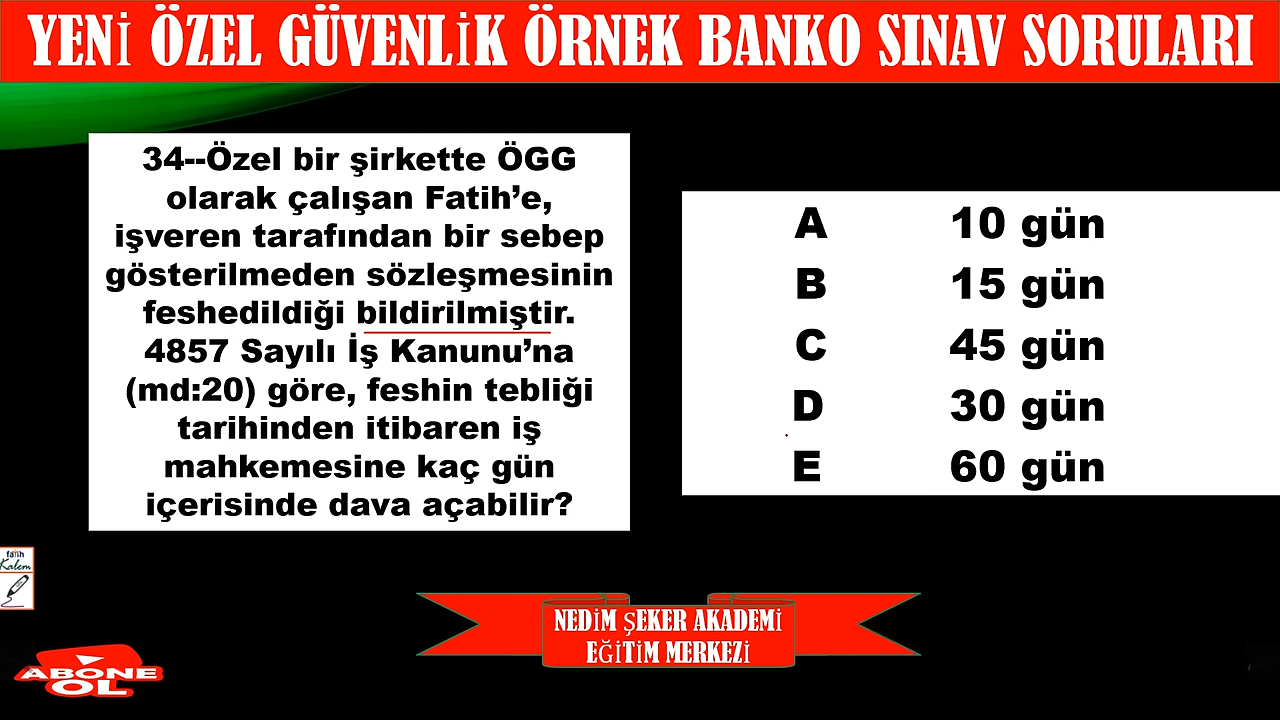 YENİ ÖZEL GÜVENLİK ÖRNEK BANKO SINAV SORULARI
34--Özel bir şirkette ÖGG
olarak çalışan Fatih’e,
işveren tarafından bir sebep
gösterilmeden sözleşmesinin
feshedildiği bildirilmiştir.
4857 Sayılı İş Kanunu’na
(md:20) göre, feshin tebliği
tarihinden itibaren iş
mahkemesine kaç gün
içerisinde dava açabilir?
A 10 gün
B 15 gün
C 45 gün
D 30 gün
E 60 gün
fatih
Kalem
NEDİM ŞEKER AKADEMİ
EĞİTİM MERKEZİ
ABONE
OL